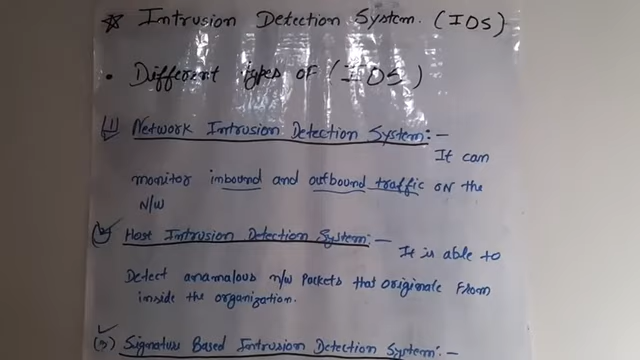 ☆ Intrusion Detection System. (IDS)
• Different types of (IDS)
(1) Network Intrusion Detection System:-
It can
monitor inbound and outbound traffic on the
N/W
(2) Host Intrusion Detection System:-
It is able to
Detect anamalous n/w Packets that originate From
inside the organization.
(3) Signature Based Intrusion Detection System:-